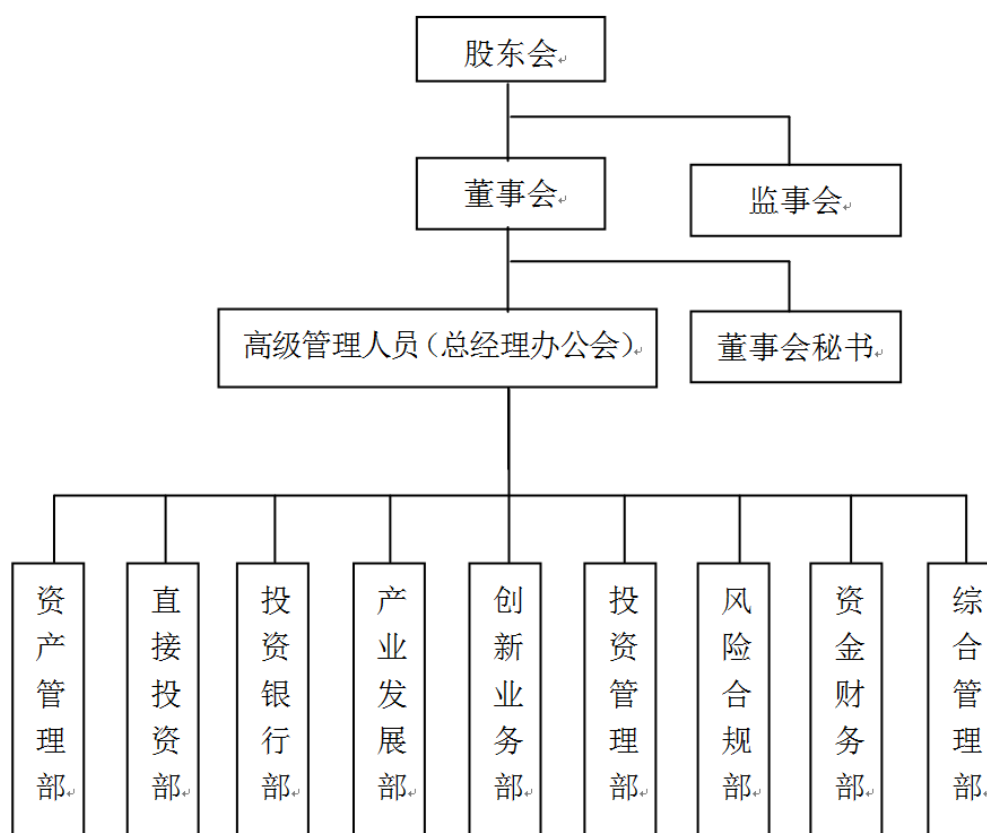 股东会
董事会
监事会
高级管理人员（总经理办公会）
董事会秘书
资产管理部
直接投资部
投资银行部
产业发展部
创新业务部
投资管理部
风险合规部
资金财务部
综合管理部